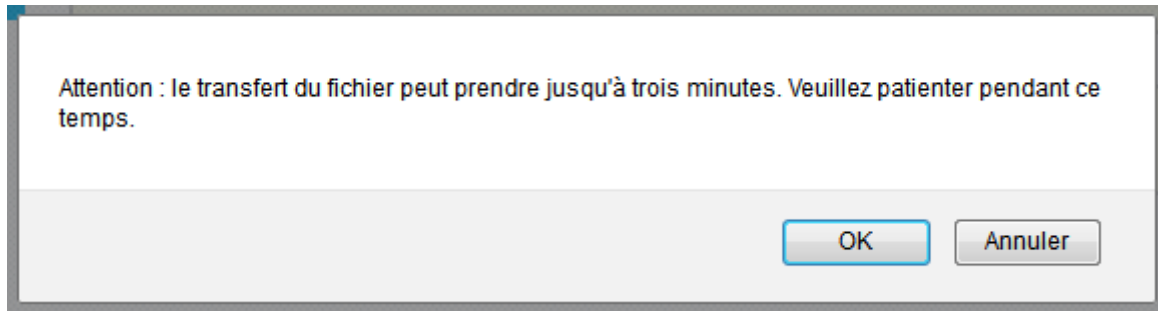 Attention : le transfert du fichier peut prendre jusqu'à trois minutes. Veuillez patienter pendant ce
temps.
OK
Annuler